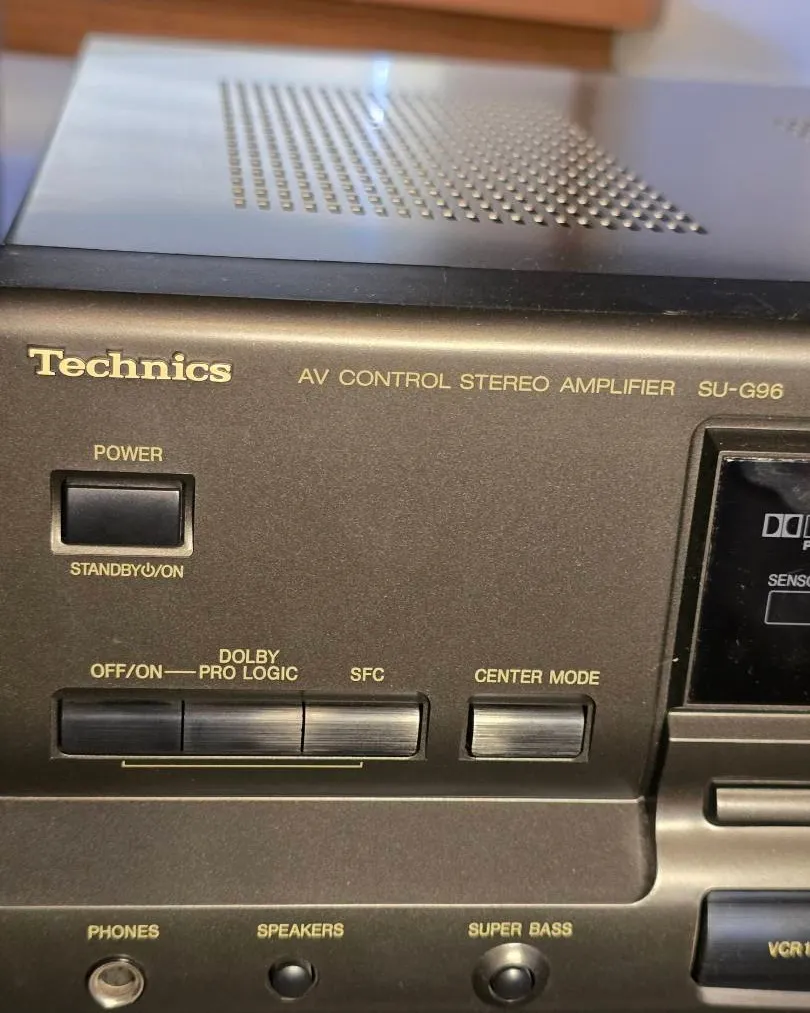 Technics
AV CONTROL STEREO AMPLIFIER SU-G96
POWER
STANDBY⏻/ON
OFF/ON
DOLBY
PRO LOGIC
SFC
CENTER MODE
PHONES
SPEAKERS
SUPER BASS
VCR1